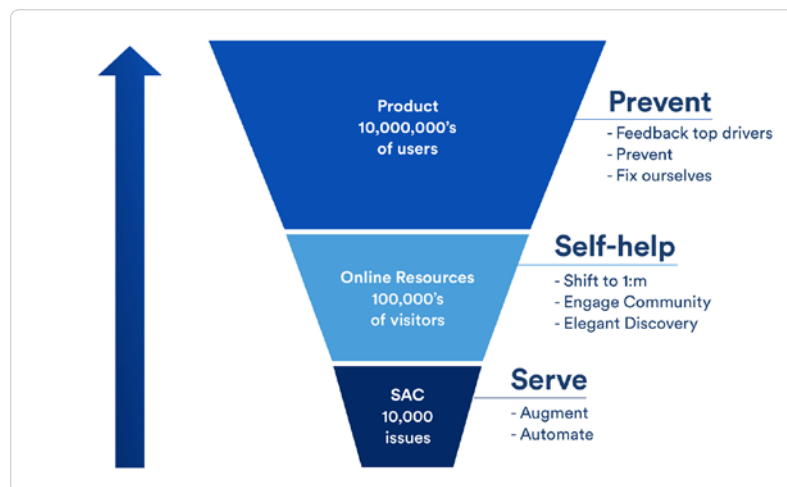 Product
10,000,000's
of users
Prevent
- Feedback top drivers
- Prevent
- Fix ourselves
Online Resources
100,000's
of visitors
Self-help
- Shift to 1:m
- Engage Community
- Elegant Discovery
SAC
10,000
issues
Serve
- Augment
- Automate